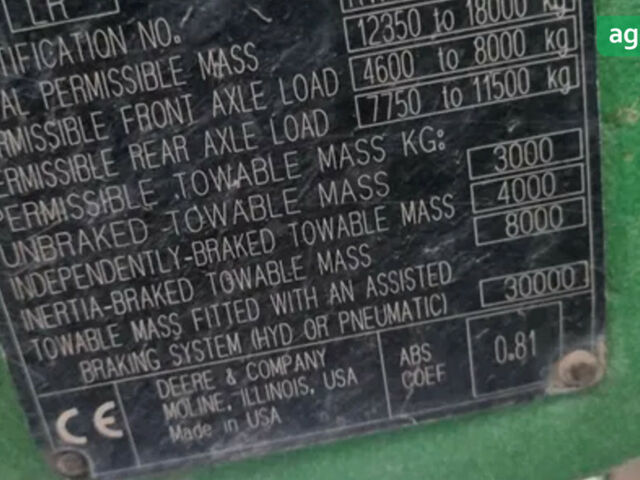 LR
TIFICATION NO.
AL PERMISSIBLE MASS 12350 to 18000 kg
RMISSIBLE FRONT AXLE LOAD 4600 to 8000 kg
ERMISSIBLE REAR AXLE LOAD 7750 to 11500 kg
PERMISSIBLE TOWABLE MASS KG:
UNBRAKED TOWABLE MASS 3000
INDEPENDENTLY-BRAKED TOWABLE MASS 4000
INERTIA-BRAKED TOWABLE MASS 8000
TOWABLE MASS FITTED WITH AN ASSISTED
BRAKING SYSTEM (HYD OR PNEUMATIC) 30000
CE
DEERE & COMPANY
MOLINE, ILLINOIS, USA
Made in USA
ABS
COEF
0.81
ag